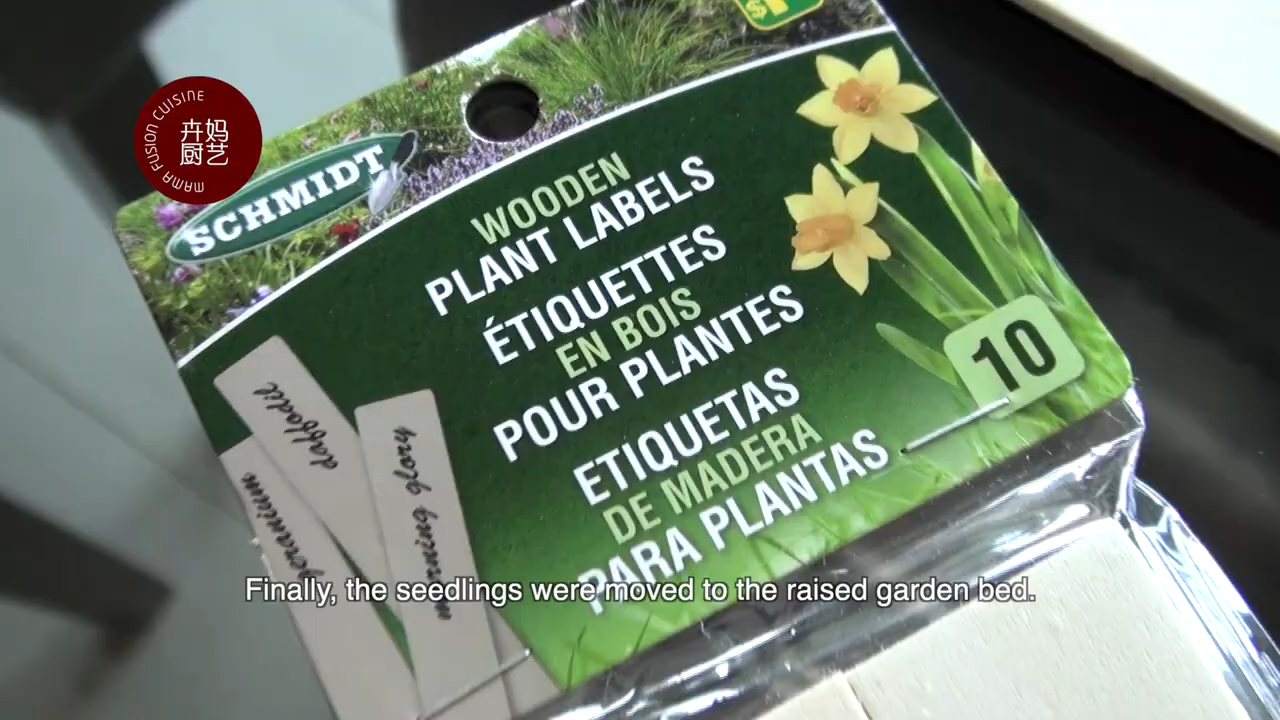 MAMA FUSION CUISINE
卉妈
厨艺
SCHMIDT
$1
WOODEN
PLANT LABELS
ÉTIQUETTES
EN BOIS
POUR PLANTES
ETIQUETAS
DE MADERA
PARA PLANTAS
10
daffodil
geranium
morning glory
Finally, the seedlings were moved to the raised garden bed.